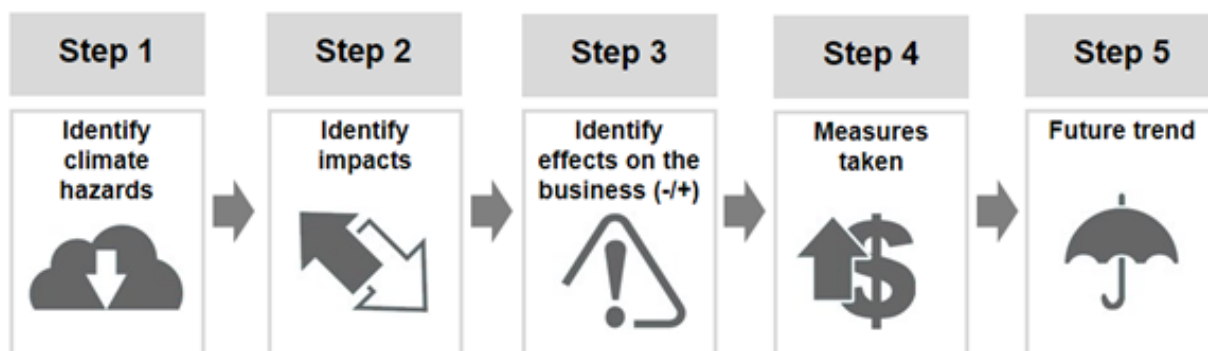 Step 1
Identify
climate
hazards
Step 2
Identify
impacts
Step 3
Identify
effects on the
business (-/+)
Step 4
Measures
taken
$
Step 5
Future trend